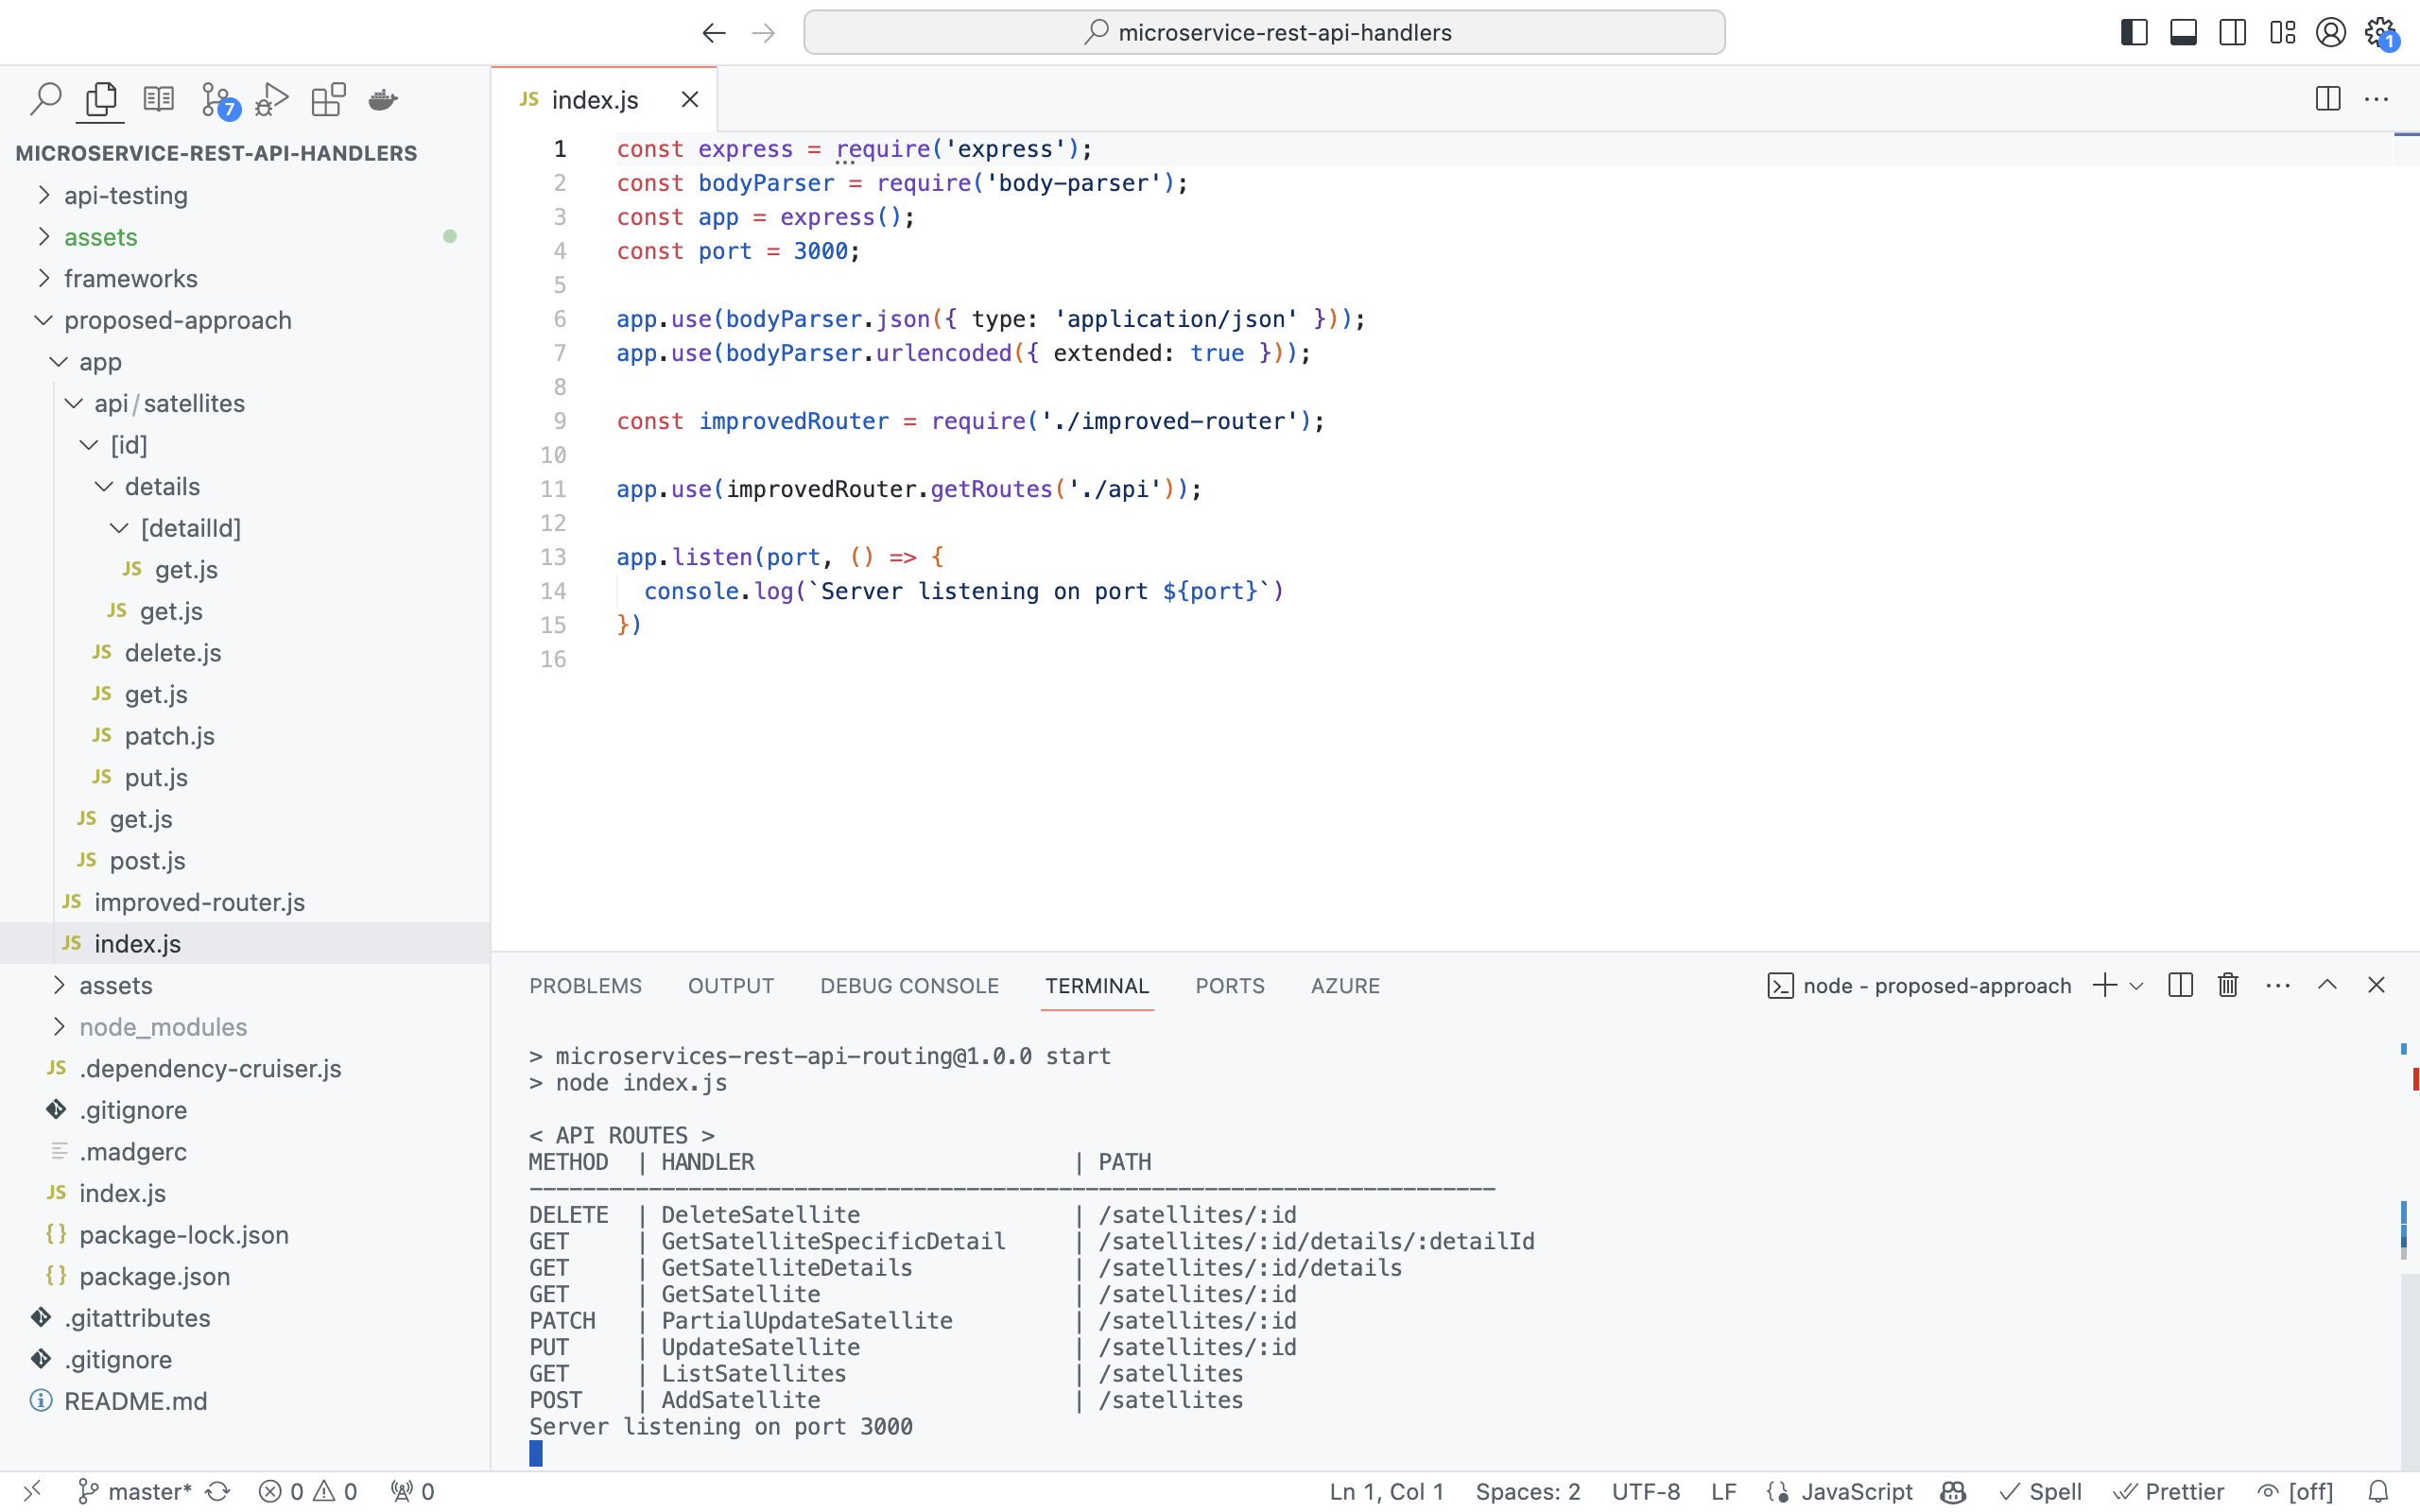 microservice-rest-api-handlers
1
7
MICROSERVICE-REST-API-HANDLERS
api-testing
assets
frameworks
proposed-approach
app
api/satellites
[id]
details
[detailId]
JS get.js
JS get.js
JS delete.js
JS get.js
JS patch.js
JS put.js
JS get.js
JS post.js
JS improved-router.js
JS index.js
assets
node_modules
JS .dependency-cruiser.js
.gitignore
.madgerc
JS index.js
{} package-lock.json
{} package.json
.gitattributes
.gitignore
README.md
JS index.js
1 const express = require('express');
2 const bodyParser = require('body-parser');
3 const app = express();
4 const port = 3000;
5
6 app.use(bodyParser.json({ type: 'application/json' }));
7 app.use(bodyParser.urlencoded({ extended: true }));
8
9 const improvedRouter = require('./improved-router');
10
11 app.use(improvedRouter.getRoutes('./api'));
12
13 app.listen(port, () => {
14   console.log(`Server listening on port ${port}`)
15 })
16
PROBLEMS OUTPUT DEBUG CONSOLE TERMINAL PORTS AZURE node - proposed-approach
> microservices-rest-api-routing@1.0.0 start
> node index.js
< API ROUTES >
METHOD | HANDLER | PATH
-------------------------------------------------------------------------
DELETE | DeleteSatellite | /satellites/:id
GET | GetSatelliteSpecificDetail | /satellites/:id/details/:detailId
GET | GetSatelliteDetails | /satellites/:id/details
GET | GetSatellite | /satellites/:id
PATCH | PartialUpdateSatellite | /satellites/:id
PUT | UpdateSatellite | /satellites/:id
GET | ListSatellites | /satellites
POST | AddSatellite | /satellites
Server listening on port 3000
master* 0 0 0 Ln 1, Col 1 Spaces: 2 UTF-8 LF JavaScript Spell Prettier [off]